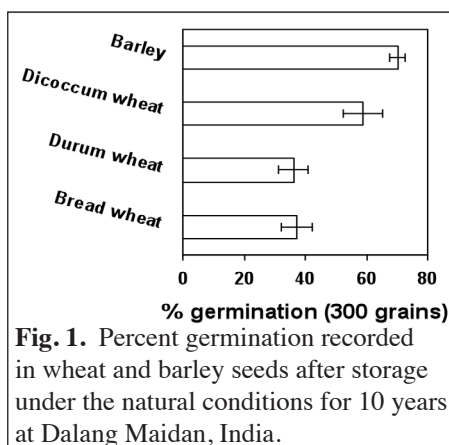 Barley
Dicoccum wheat
Durum wheat
Bread wheat
0 20 40 60 80
% germination (300 grains)
Fig. 1. Percent germination recorded
in wheat and barley seeds after storage
under the natural conditions for 10 years
at Dalang Maidan, India.